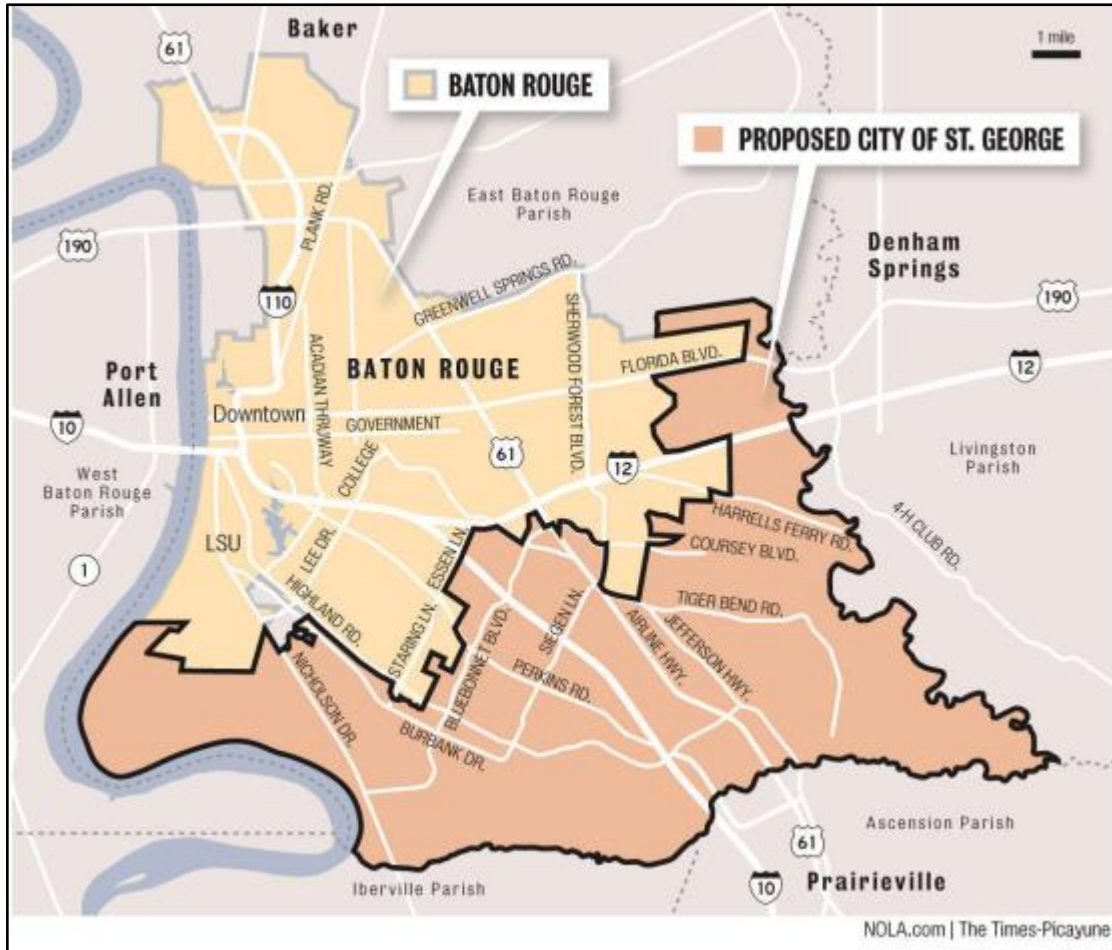 Baker
61
1 mile
BATON ROUGE
PROPOSED CITY OF ST. GEORGE
East Baton Rouge
Parish
PLANK RD.
190
Denham
Springs
190
GREENWELL SPRINGS RD.
110
SHERWOOD FOREST BLVD.
ACADIAN THRUWAY
FLORIDA BLVD.
Port
Allen
BATON ROUGE
12
Downtown
10
GOVERNMENT
COLLEGE
61
12
Livingston
Parish
West
Baton Rouge
Parish
HARRELLS FERRY RD.
4-H CLUB RD.
LSU
LEE DR.
ESSEN LN.
COURSEY BLVD.
1
HIGHLAND RD.
TIGER BEND RD.
STARING LN.
BLUEBONNET BLVD.
SIEGEN LN.
AIRLINE HWY.
JEFFERSON HWY.
NICHOLSON DR.
PERKINS RD.
BURBANK DR.
Ascension Parish
61
Iberville Parish
10
Prairieville
NOLA.com | The Times-Picayune